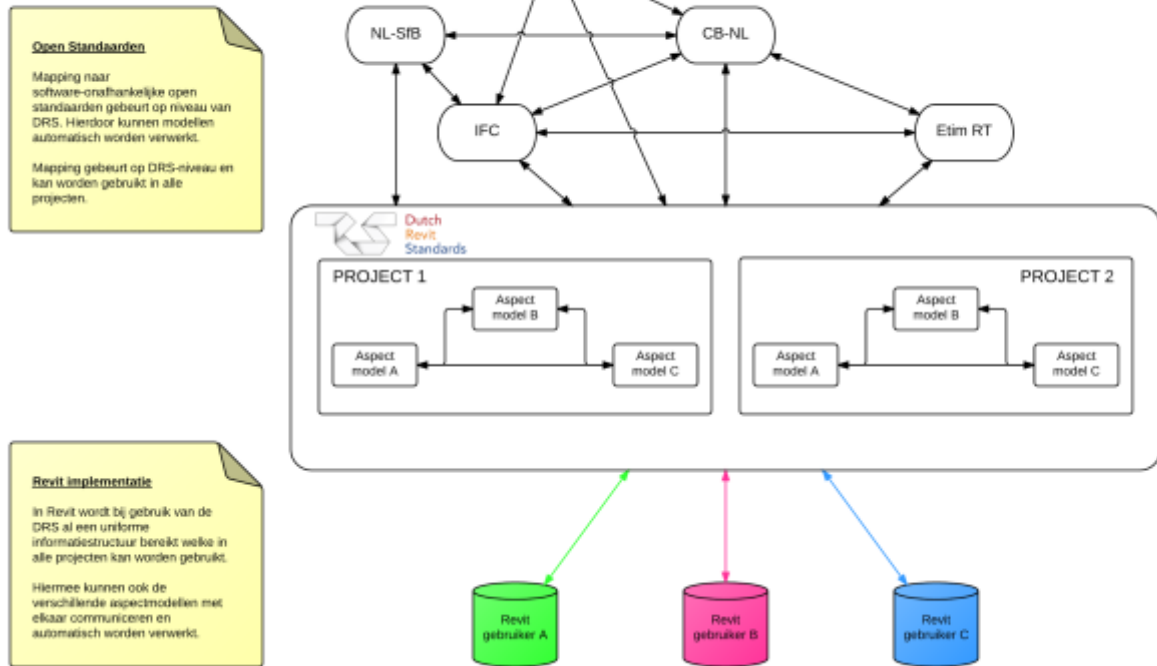 Open Standaarden
Mapping naar
software-onafhankelijke open
standaarden gebeurt op niveau van
DRS. Hierdoor kunnen modellen
automatisch worden verwerkt.
Mapping gebeurt op DRS-niveau en
kan worden gebruikt in alle
projecten.
NL-SfB
CB-NL
IFC
Etim RT
Dutch
Revit
Standards
PROJECT 1
Aspect
model B
Aspect
model A
Aspect
model C
PROJECT 2
Aspect
model B
Aspect
model A
Aspect
model C
Revit implementatie
In Revit wordt bij gebruik van de
DRS al een uniforme
informatiestructuur bereikt welke in
alle projecten kan worden gebruikt.
Hiermee kunnen ook de
verschillende aspectmodellen met
elkaar communiceren en
automatisch worden verwerkt.
Revit
gebruiker A
Revit
gebruiker B
Revit
gebruiker C